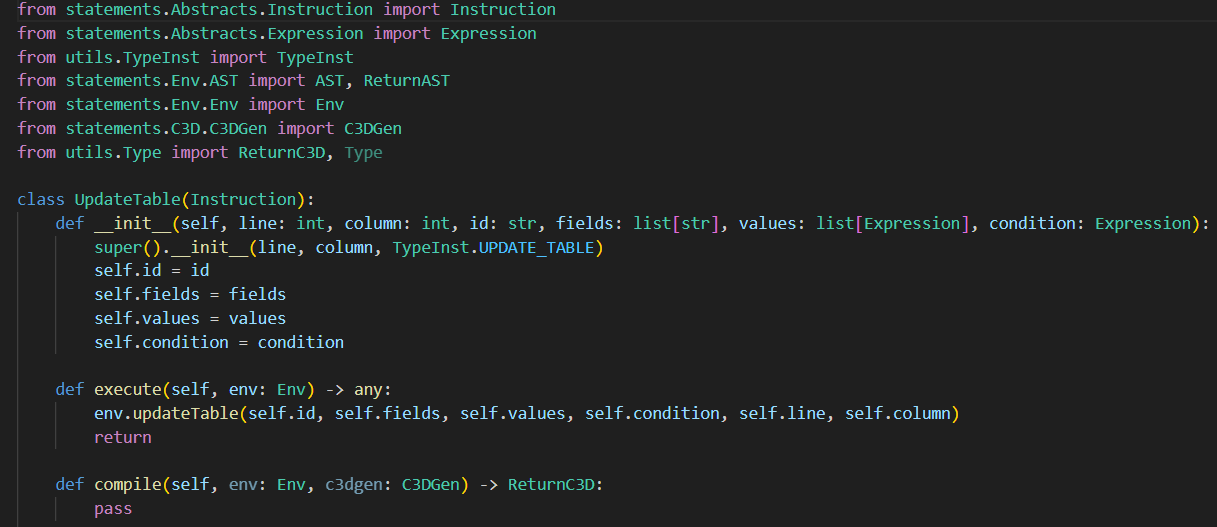 from statements.Abstracts.Instruction import Instruction
from statements.Abstracts.Expression import Expression
from utils.TypeInst import TypeInst
from statements.Env.AST import AST, ReturnAST
from statements.Env.Env import Env
from statements.C3D.C3DGen import C3DGen
from utils.Type import ReturnC3D, Type

class UpdateTable(Instruction):
    def __init__(self, line: int, column: int, id: str, fields: list[str], values: list[Expression], condition: Expression):
        super().__init__(line, column, TypeInst.UPDATE_TABLE)
        self.id = id
        self.fields = fields
        self.values = values
        self.condition = condition

    def execute(self, env: Env) -> any:
        env.updateTable(self.id, self.fields, self.values, self.condition, self.line, self.column)
        return

    def compile(self, env: Env, c3dgen: C3DGen) -> ReturnC3D:
        pass